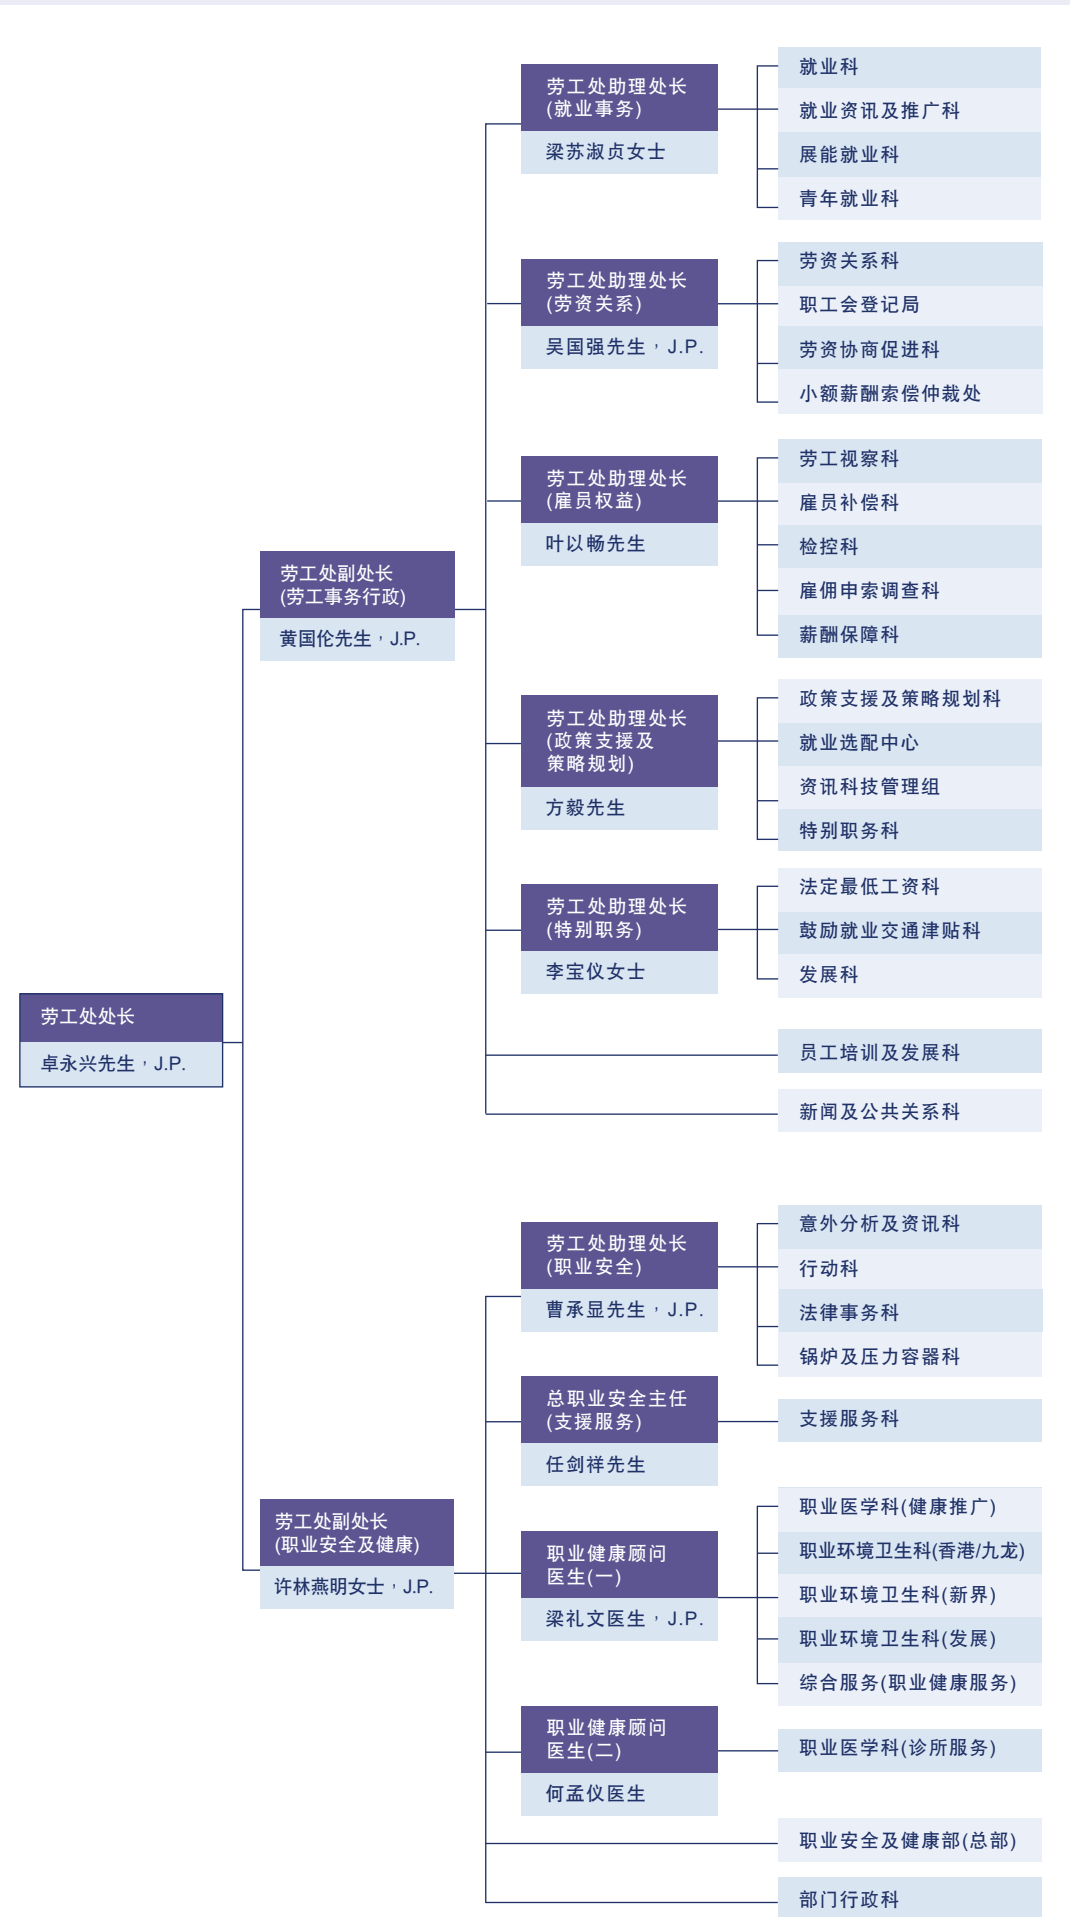 劳工处处长
卓永兴先生，J.P.
劳工处副处长
(劳工事务行政)
黄国伦先生，J.P.
劳工处助理处长
(就业事务)
梁苏淑贞女士
就业科
就业资讯及推广科
展能就业科
青年就业科
劳工处助理处长
(劳资关系)
吴国强先生，J.P.
劳资关系科
职工会登记局
劳资协商促进科
小额薪酬索偿仲裁处
劳工处助理处长
(雇员权益)
叶以畅先生
劳工视察科
雇员补偿科
检控科
雇佣申索调查科
薪酬保障科
劳工处助理处长
(政策支援及
策略规划)
方毅先生
政策支援及策略规划科
就业选配中心
资讯科技管理组
特别职务科
劳工处助理处长
(特别职务)
李宝仪女士
法定最低工资科
鼓励就业交通津贴科
发展科
员工培训及发展科
新闻及公共关系科
劳工处副处长
(职业安全及健康)
许林燕明女士，J.P.
劳工处助理处长
(职业安全)
曹承显先生，J.P.
意外分析及资讯科
行动科
法律事务科
锅炉及压力容器科
总职业安全主任
(支援服务)
任剑祥先生
支援服务科
职业健康顾问
医生(一)
梁礼文医生，J.P.
职业医学科(健康推广)
职业环境卫生科(香港/九龙)
职业环境卫生科(新界)
职业环境卫生科(发展)
综合服务(职业健康服务)
职业健康顾问
医生(二)
何孟仪医生
职业医学科(诊所服务)
职业安全及健康部(总部)
部门行政科